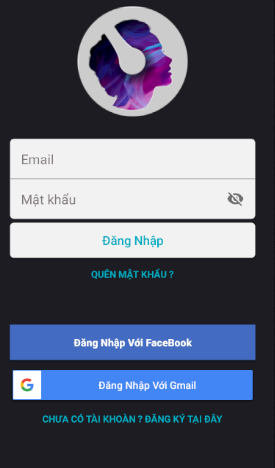 Email
Mật khẩu
Đăng Nhập
QUÊN MẬT KHẨU ?
Đăng Nhập Với FaceBook
Đăng Nhập Với Gmail
CHƯA CÓ TÀI KHOẢN ? ĐĂNG KÝ TẠI ĐÂY